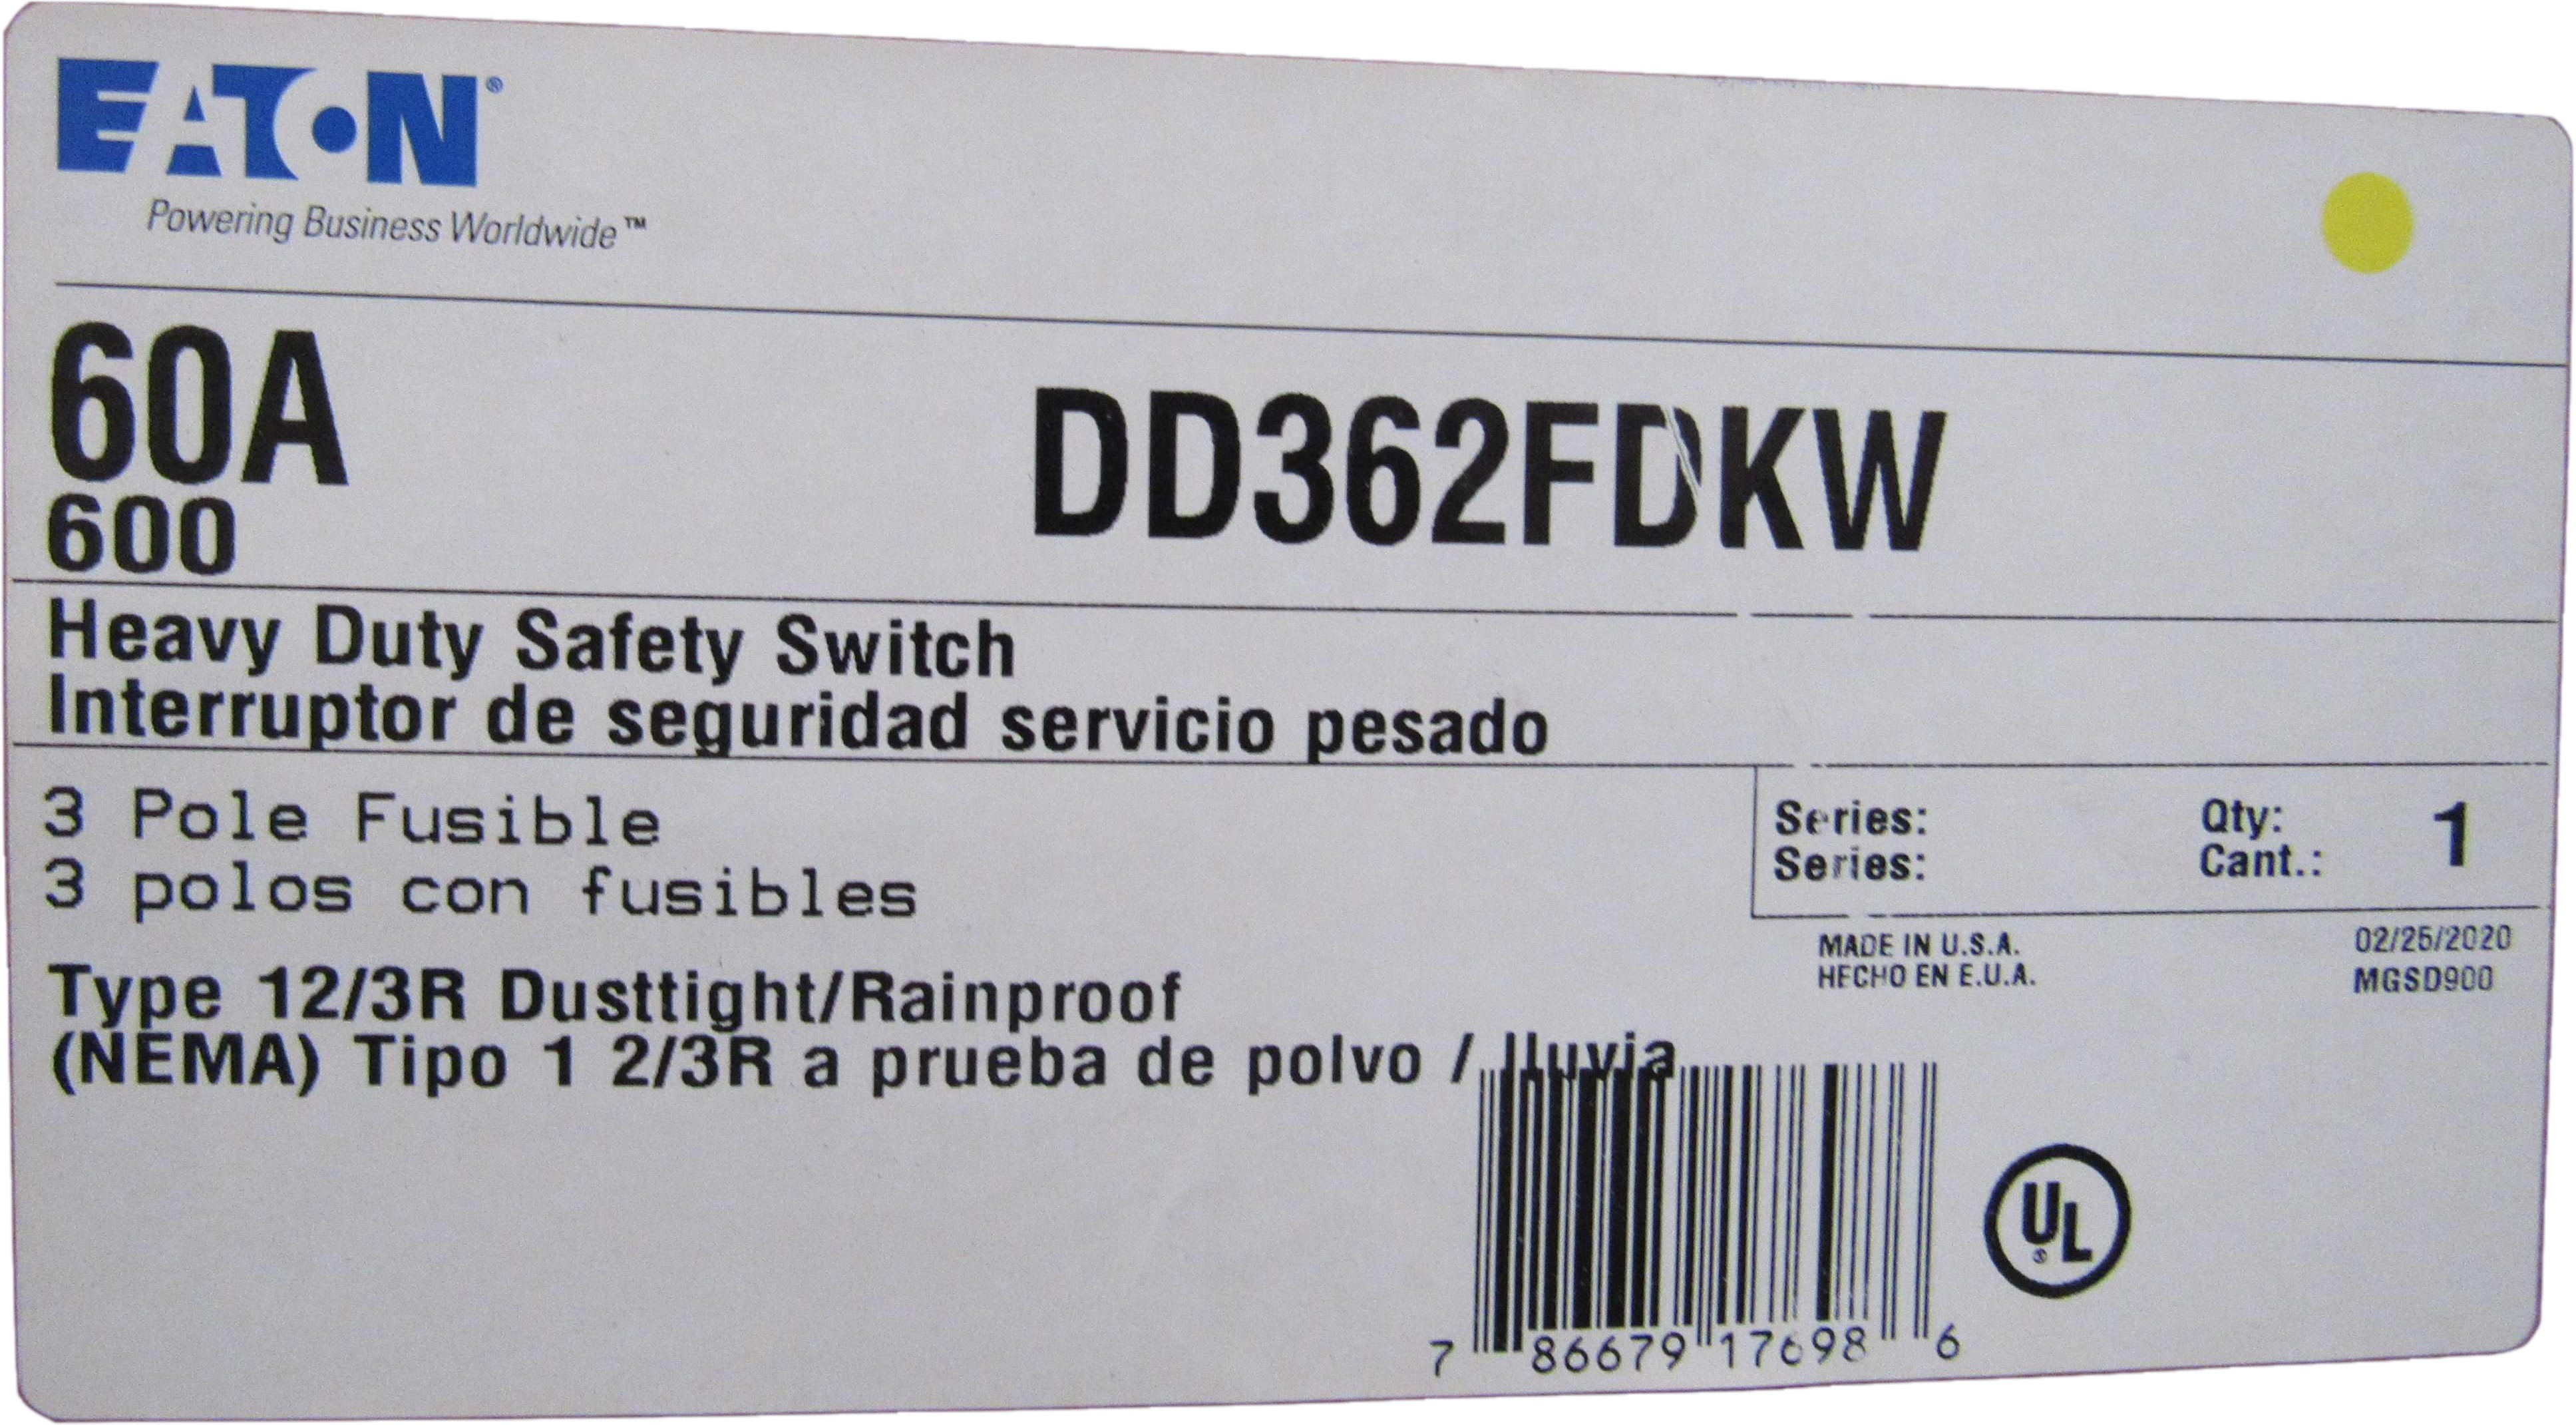 EATON®
Powering Business Worldwide™
60A
DD362FDKW
600
Heavy Duty Safety Switch
Interruptor de seguridad servicio pesado
3 Pole Fusible
3 polos con fusibles
Series:
Series:
Qty:
Cant.:
1
MADE IN U.S.A.
HECHO EN E.U.A.
02/25/2020
MGSD900
Type 12/3R Dusttight/Rainproof
(NEMA) Tipo 1 2/3R a prueba de polvo / lluvia
UL®
7 86679 17698 6